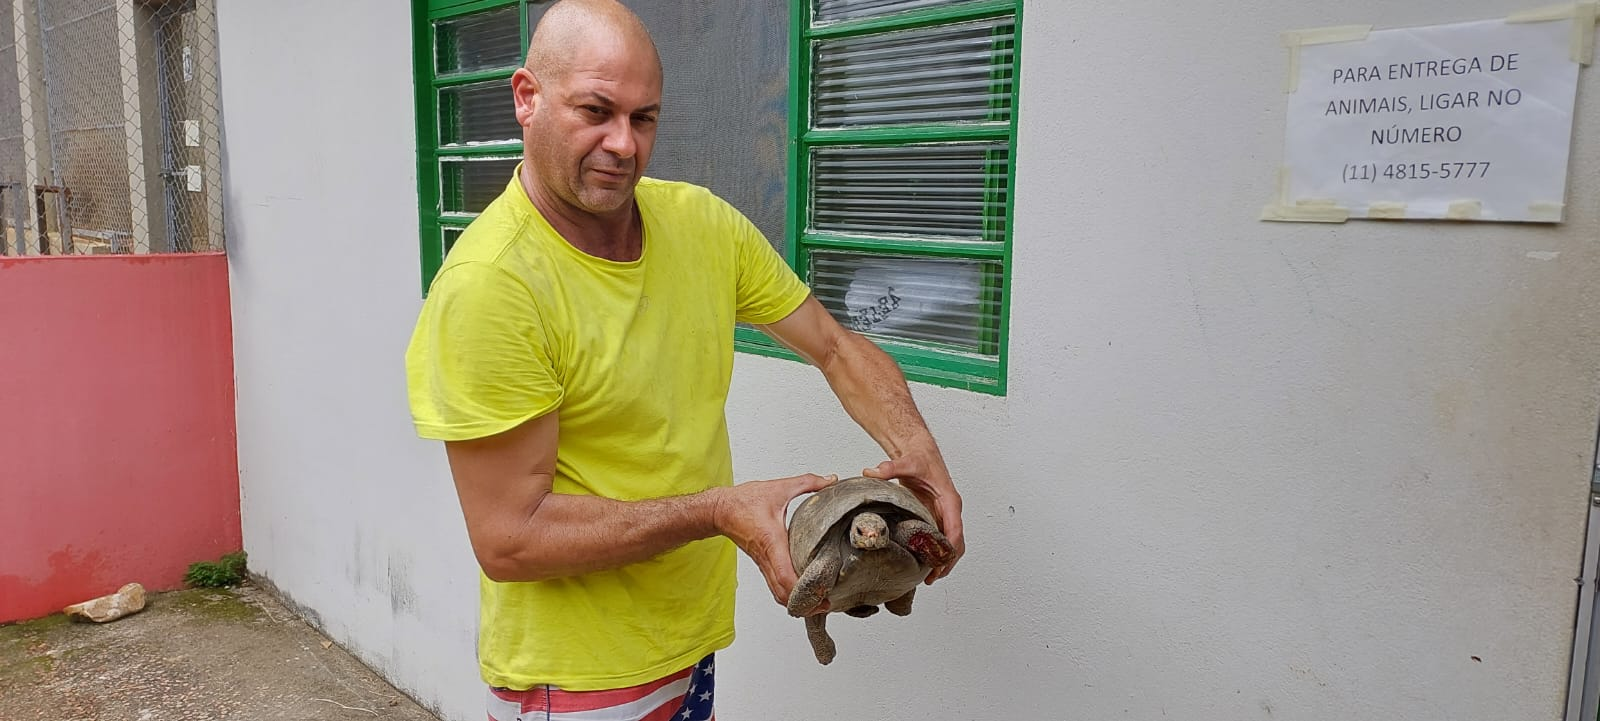 PARA ENTREGA DE
ANIMAIS, LIGAR NO
NÚMERO
(11) 4815-5777